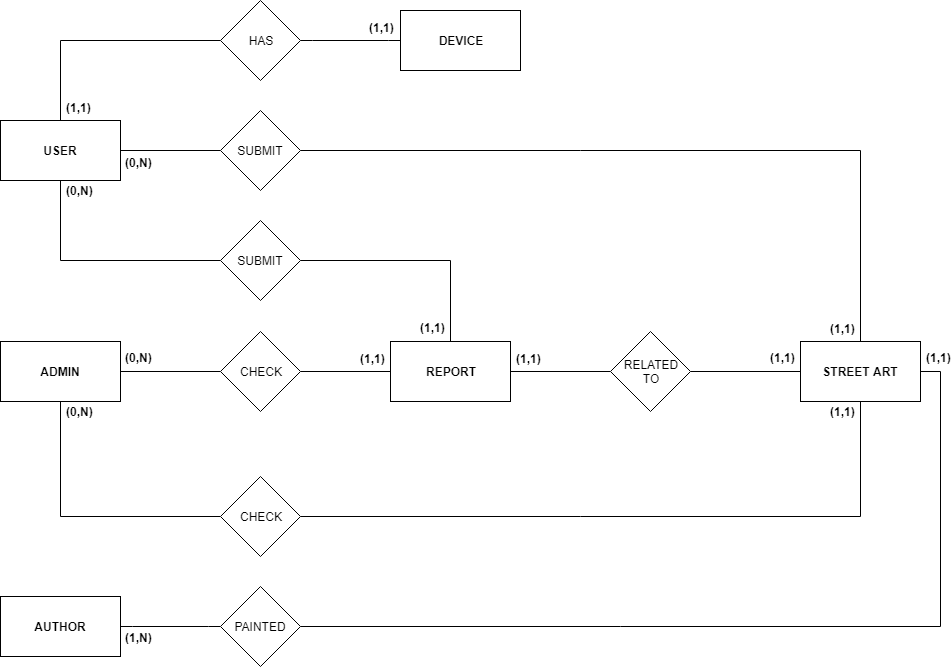 HAS
(1,1)
DEVICE
(1,1)
USER
(0,N)
SUBMIT
(0,N)
SUBMIT
(1,1)
(1,1)
ADMIN
(0,N)
CHECK
(1,1)
REPORT
(1,1)
RELATED
TO
(1,1)
STREET ART
(1,1)
(0,N)
(1,1)
CHECK
AUTHOR
(1,N)
PAINTED